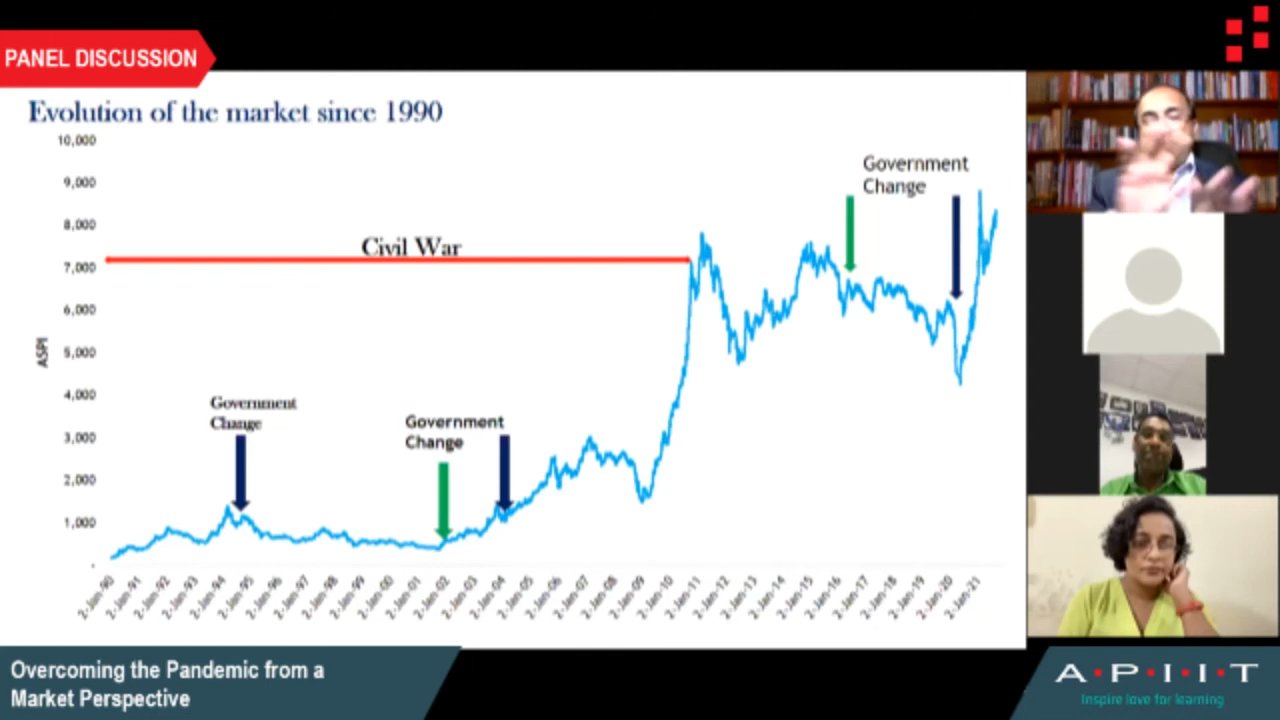 PANEL DISCUSSION
Evolution of the market since 1990
10,000
9,000
8,000
7,000
6,000
5,000
4,000
3,000
2,000
1,000
-
ASPI
Civil War
Government
Change
Government
Change
Government
Change
2-Jan-90
2-Jan-91
2-Jan-92
2-Jan-93
2-Jan-94
2-Jan-95
2-Jan-96
2-Jan-97
2-Jan-98
2-Jan-99
2-Jan-00
2-Jan-01
2-Jan-02
2-Jan-03
2-Jan-04
2-Jan-05
2-Jan-06
2-Jan-07
2-Jan-08
2-Jan-09
2-Jan-10
2-Jan-11
2-Jan-12
2-Jan-13
2-Jan-14
2-Jan-15
2-Jan-16
2-Jan-17
2-Jan-18
2-Jan-19
2-Jan-20
2-Jan-21
Overcoming the Pandemic from a
Market Perspective
A•P•I•I•T
Inspire love for learning